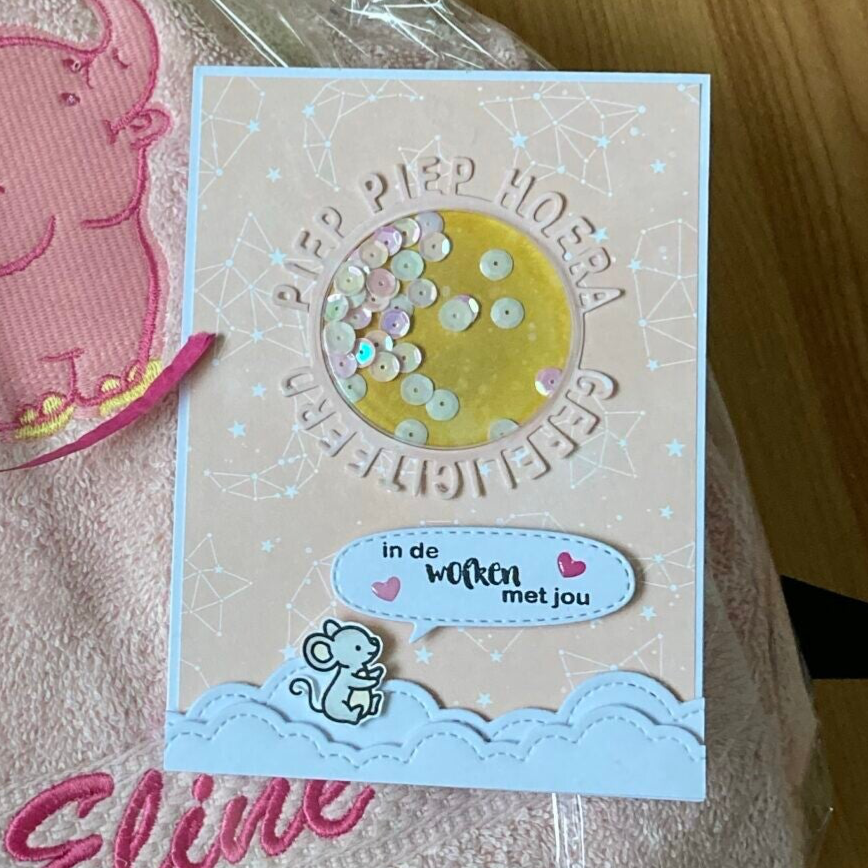 PIEP PIEP HOERA
GEFELICITEERD
in de
wolken
met jou
Eline